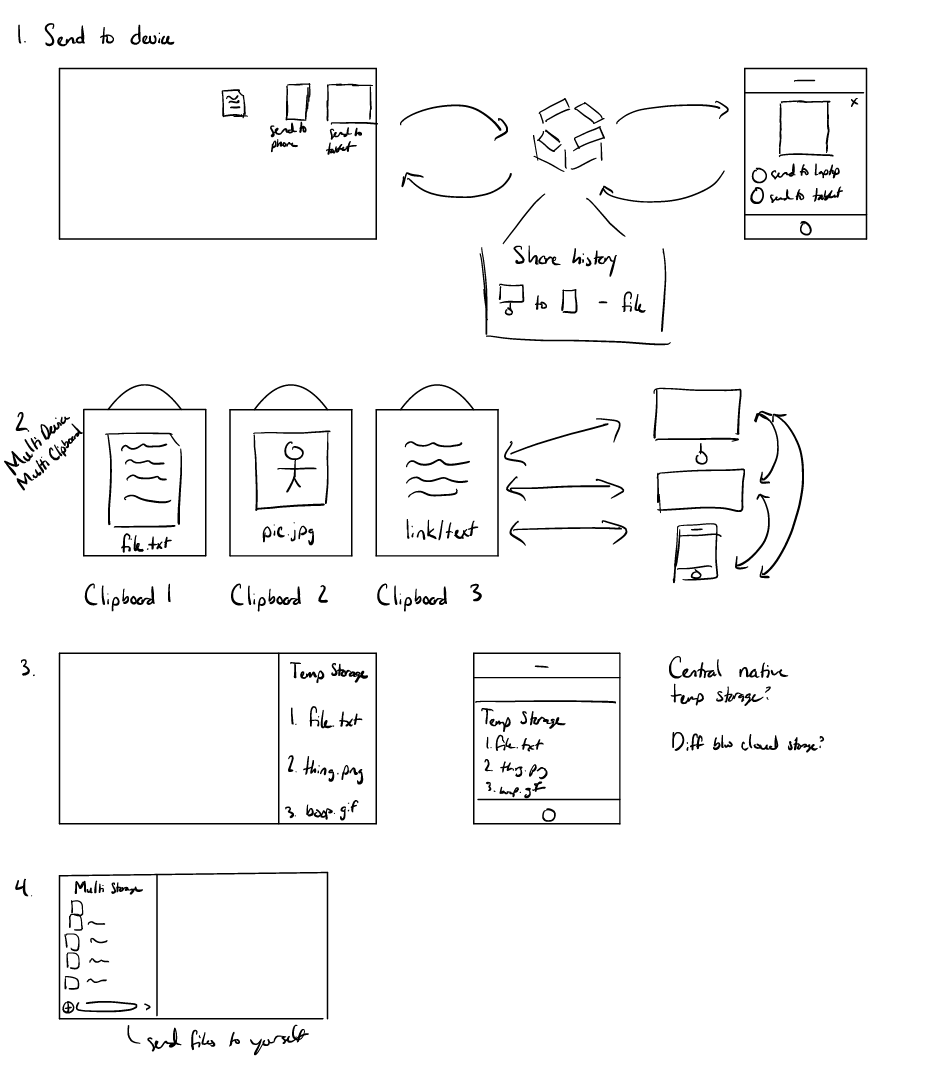 1. Send to device
send to
phone
send to
tablet
x
send to laptop
send to tablet
Share history
to - file
2.
Multi Device
Multi Clipboard
file.txt
pic.jpg
link/text
Clipboard 1
Clipboard 2
Clipboard 3
3.
Temp Storage
1. file.txt
2. thing.png
3. boop.gif
Temp Storage
1. file.txt
2. thing.png
3. boop.gif
Central native
temp storage?
Diff btw cloud storage?
4.
Multi Storage
send files to yourself